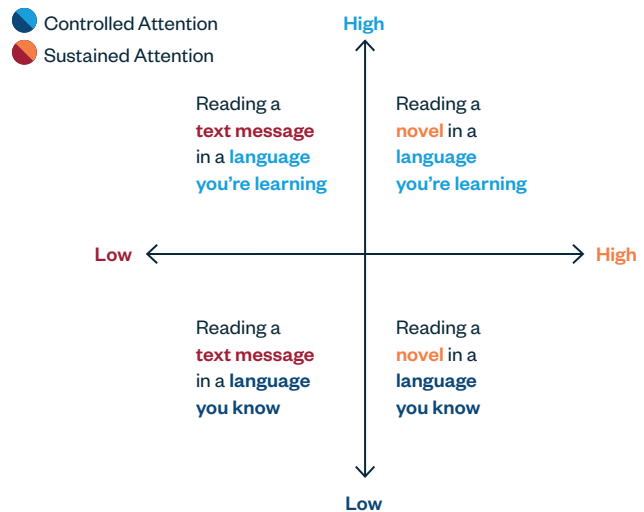 Controlled Attention
Sustained Attention
High
Reading a
text message
in a language
you're learning
Reading a
novel in a
language
you're learning
Low
High
Reading a
text message
in a language
you know
Reading a
novel in a
language
you know
Low